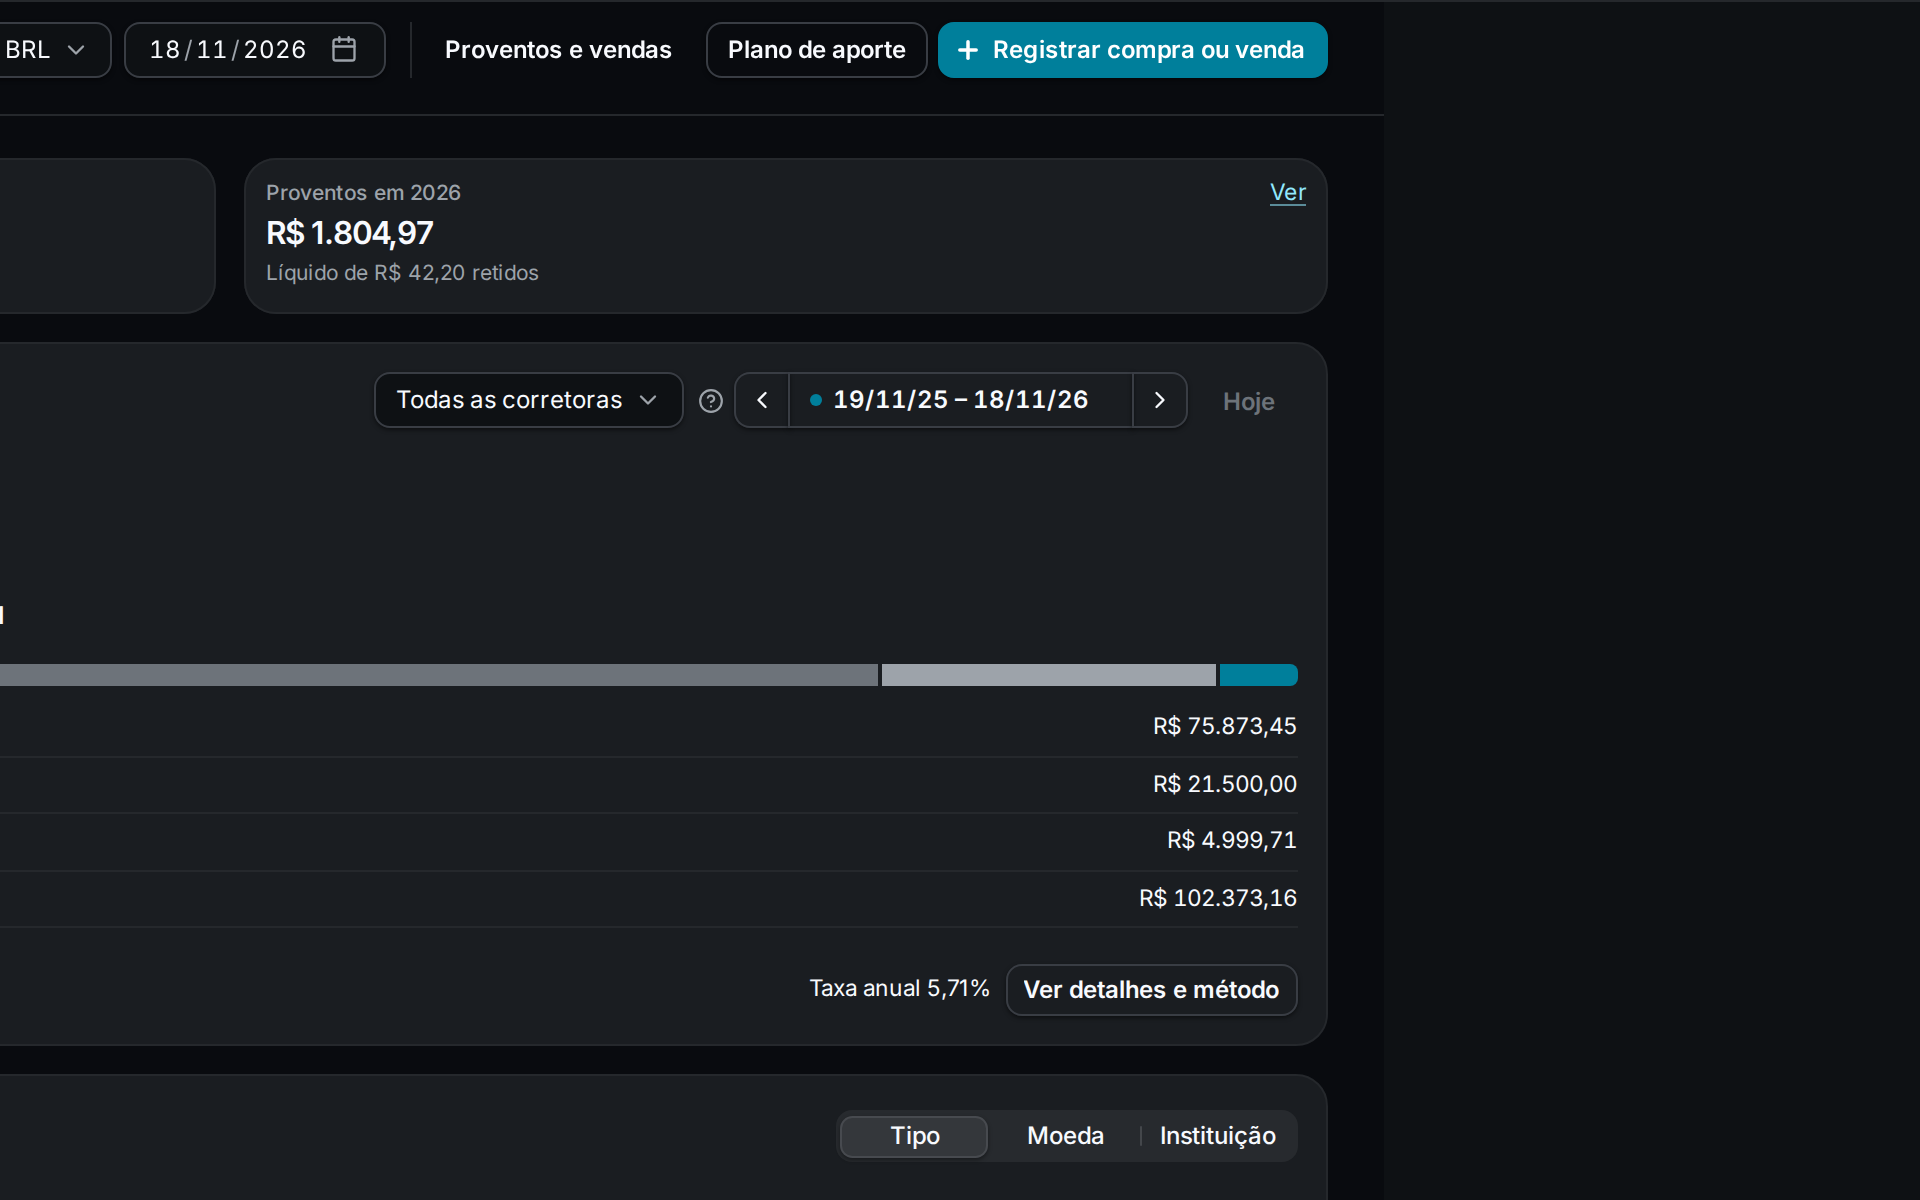 BRL
18/11/2026
Proventos e vendas
Plano de aporte
+ Registrar compra ou venda
Proventos em 2026
Ver
R$ 1.804,97
Líquido de R$ 42,20 retidos
Todas as corretoras
19/11/25 – 18/11/26
Hoje
R$ 75.873,45
R$ 21.500,00
R$ 4.999,71
R$ 102.373,16
Taxa anual 5,71%
Ver detalhes e método
Tipo
Moeda
Instituição